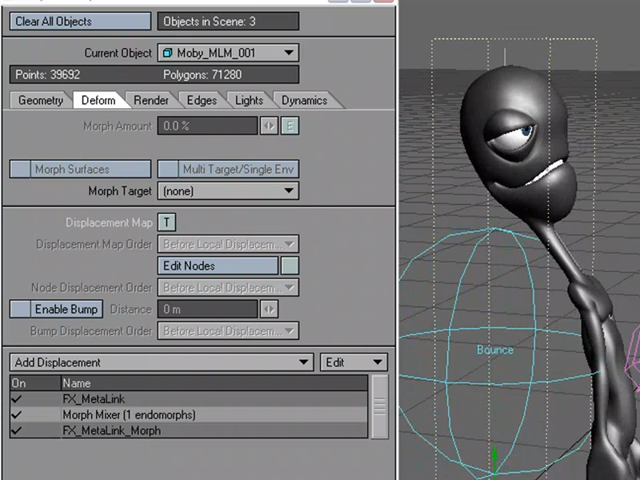 Clear All Objects Objects in Scene: 3
Current Object Moby_MLM_001
Points: 39692 Polygons: 71280
Geometry Deform Render Edges Lights Dynamics
Morph Amount 0.0 % E
Morph Surfaces Multi Target/Single Env
Morph Target (none)
Displacement Map T
Displacement Map Order Before Local Displacem...
Edit Nodes
Node Displacement Order Before Local Displacem...
Enable Bump Distance 0 m
Bump Displacement Order Before Local Displacem...
Add Displacement Edit
On Name
FX_MetaLink
Morph Mixer (1 endomorphs)
FX_MetaLink_Morph
Bounce